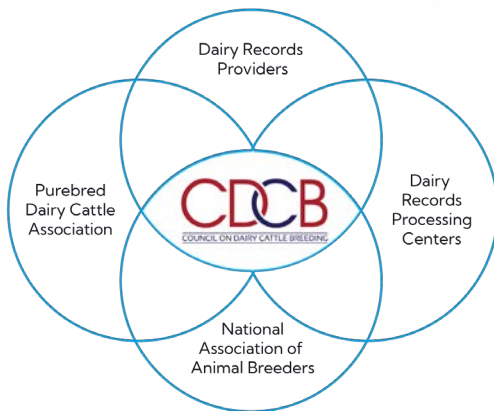 Dairy Records
Providers
Purebred
Dairy Cattle
Association
CDCB
COUNCIL ON DAIRY CATTLE BREEDING
Dairy
Records
Processing
Centers
National
Association of
Animal Breeders